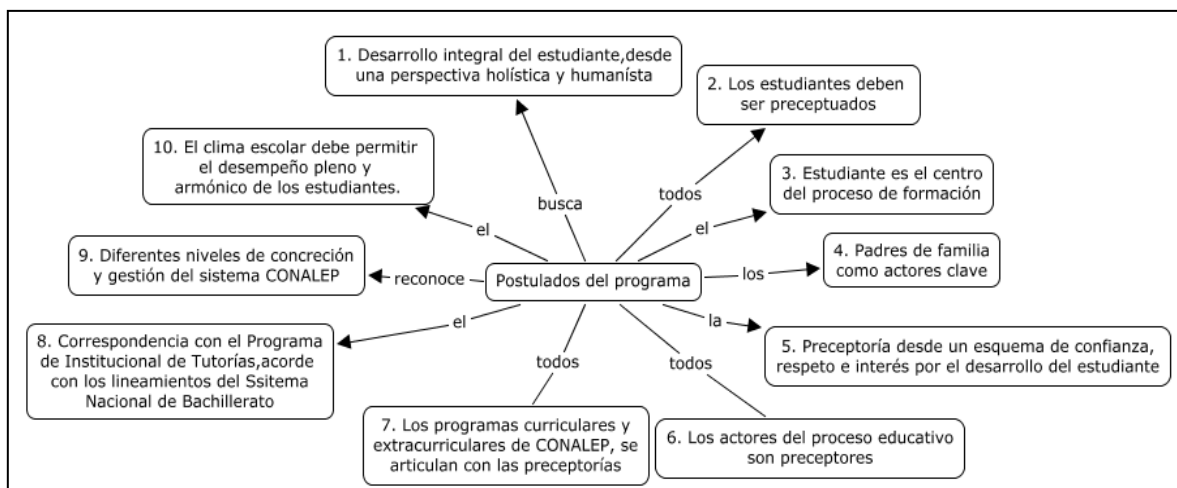 1. Desarrollo integral del estudiante,desde
una perspectiva holística y humanísta
2. Los estudiantes deben
ser preceptuados
10. El clima escolar debe permitir
el desempeño pleno y
armónico de los estudiantes.
3. Estudiante es el centro
del proceso de formación
busca
todos
el
el
9. Diferentes niveles de concreción
y gestión del sistema CONALEP
4. Padres de familia
como actores clave
reconoce
Postulados del programa
los
el
la
8. Correspondencia con el Programa
de Institucional de Tutorías,acorde
con los lineamientos del Ssitema
Nacional de Bachillerato
5. Preceptoría desde un esquema de confianza,
respeto e interés por el desarrollo del estudiante
todos
todos
7. Los programas curriculares y
extracurriculares de CONALEP, se
articulan con las preceptorías
6. Los actores del proceso educativo
son preceptores